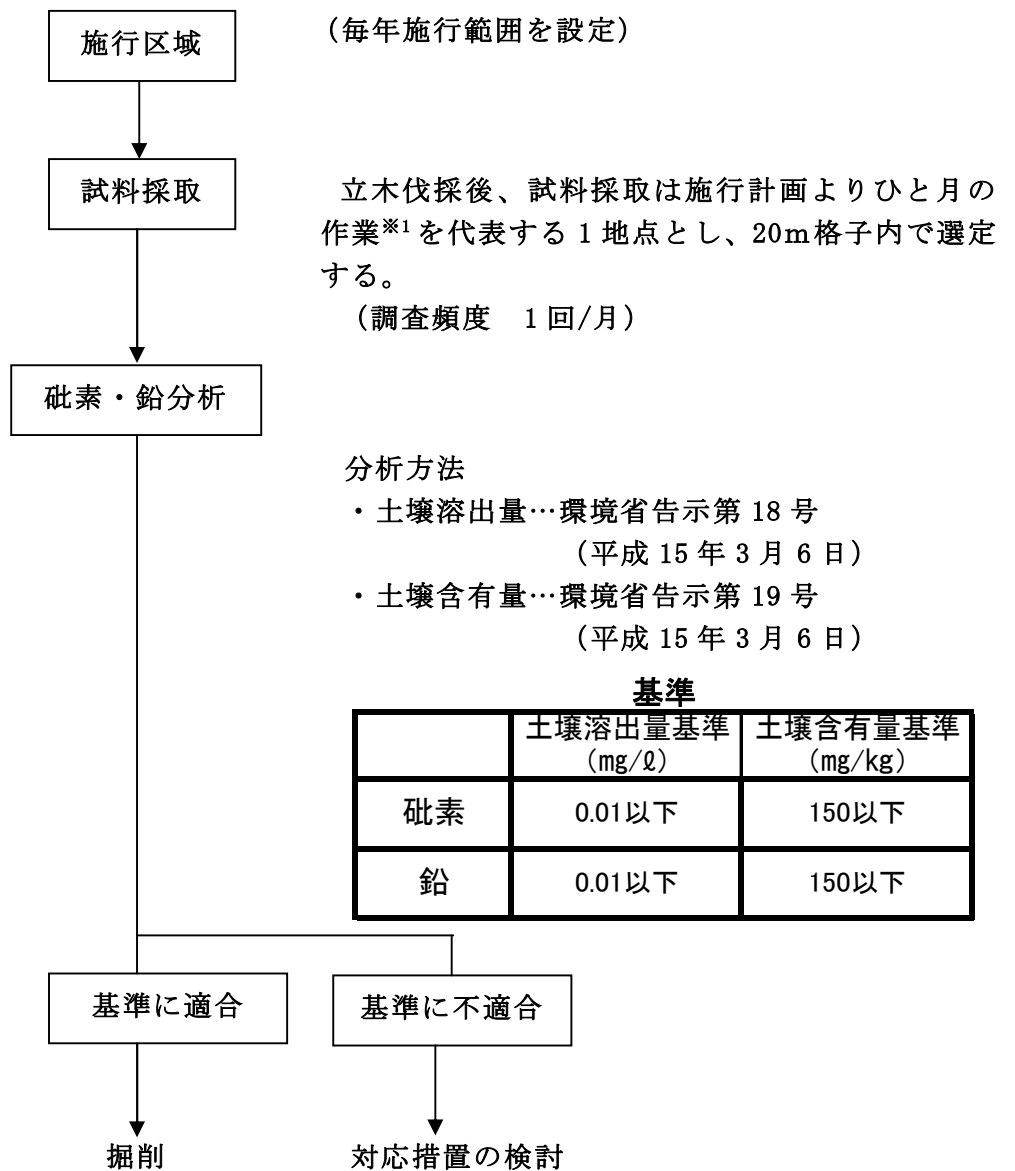 施行区域
(毎年施行範囲を設定)
試料採取
立木伐採後、試料採取は施行計画よりひと月の
作業※1を代表する1地点とし、20m格子内で選定
する。
(調査頻度 1回/月)
砒素・鉛分析
分析方法
・土壌溶出量…環境省告示第18号
(平成15年3月6日)
・土壌含有量…環境省告示第19号
(平成15年3月6日)
基準
土壌溶出量基準 土壌含有量基準
(mg/ℓ) (mg/kg)
砒素 0.01以下 150以下
鉛 0.01以下 150以下
基準に適合 基準に不適合
掘削 対応措置の検討